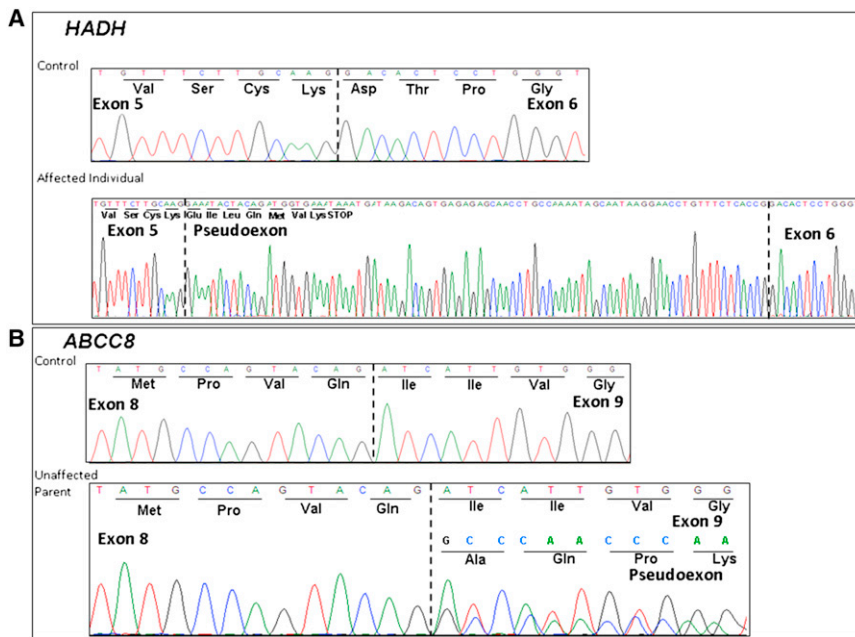 A HADH
Control
T G T T T C T T G C A A G G A C A C T C C T G G G T
Val Ser Cys Lys Asp Thr Pro Gly
Exon 5 Exon 6
Affected Individual
TGTTTCTTGCAAGGAAATACTACAGATGGTGAAATAAATGATAAGACAGTGAGAGAGCAACCTGCCAAAATAGCAATAAGGAACCTGTTTCTCACCGGACACTCCTGGG
Val Ser Cys Lys Glu Ile Leu Gln Met Val Lys STOP
Exon 5 Pseudoexon Exon 6
B ABCC8
Control
T A T G C C A G T A C A G A T C A T T G T G G G
Met Pro Val Gln Ile Ile Val Gly
Exon 8 Exon 9
Unaffected
Parent
T A T G C C A G T A C A G A T C A T T G T G G G
Met Pro Val Gln Ile Ile Val Gly
Exon 9
G C C C A A C C C A A
Exon 8 Ala Gln Pro Lys
Pseudoexon